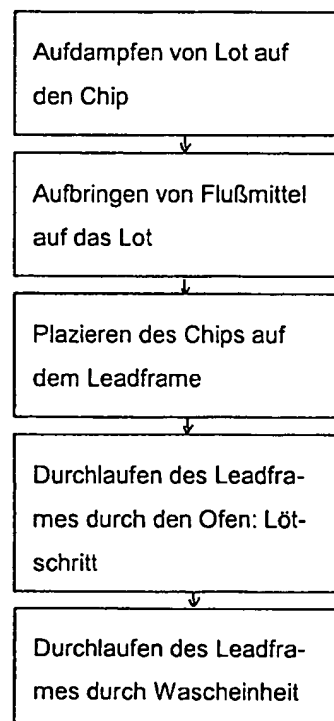 Aufdampfen von Lot auf
den Chip
Aufbringen von Flußmittel
auf das Lot
Plazieren des Chips auf
dem Leadframe
Durchlaufen des Leadfra-
mes durch den Ofen: Löt-
schritt
Durchlaufen des Leadfra-
mes durch Wascheinheit